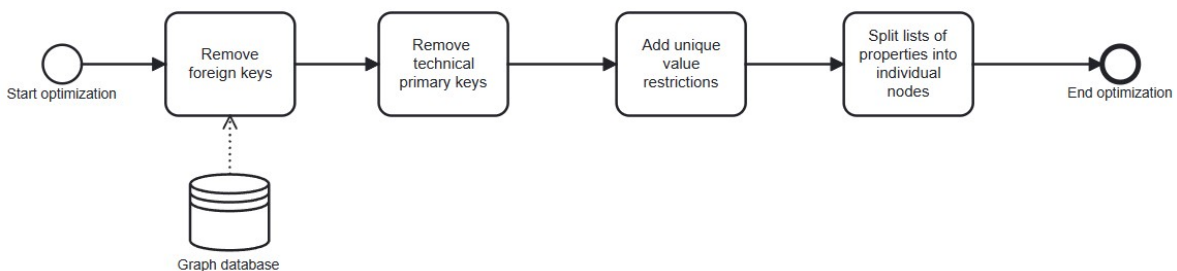 Start optimization
Remove
foreign keys
Remove
technical
primary keys
Add unique
value
restrictions
Split lists of
properties into
individual
nodes
End optimization
Graph database